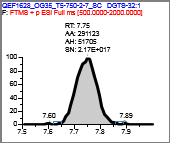 QEF1628_OG35_T5-750-2-7_SC DGTS-32:1
F: FTMS + p ESI Full ms [500.0000-2000.0000]
RT: 7.75
AA: 291123
AH: 51705
SN: 2.17E+017
100
80
60
40
20
0
7.60
7.89
7.5
7.6
7.7
7.8
7.9
8.0